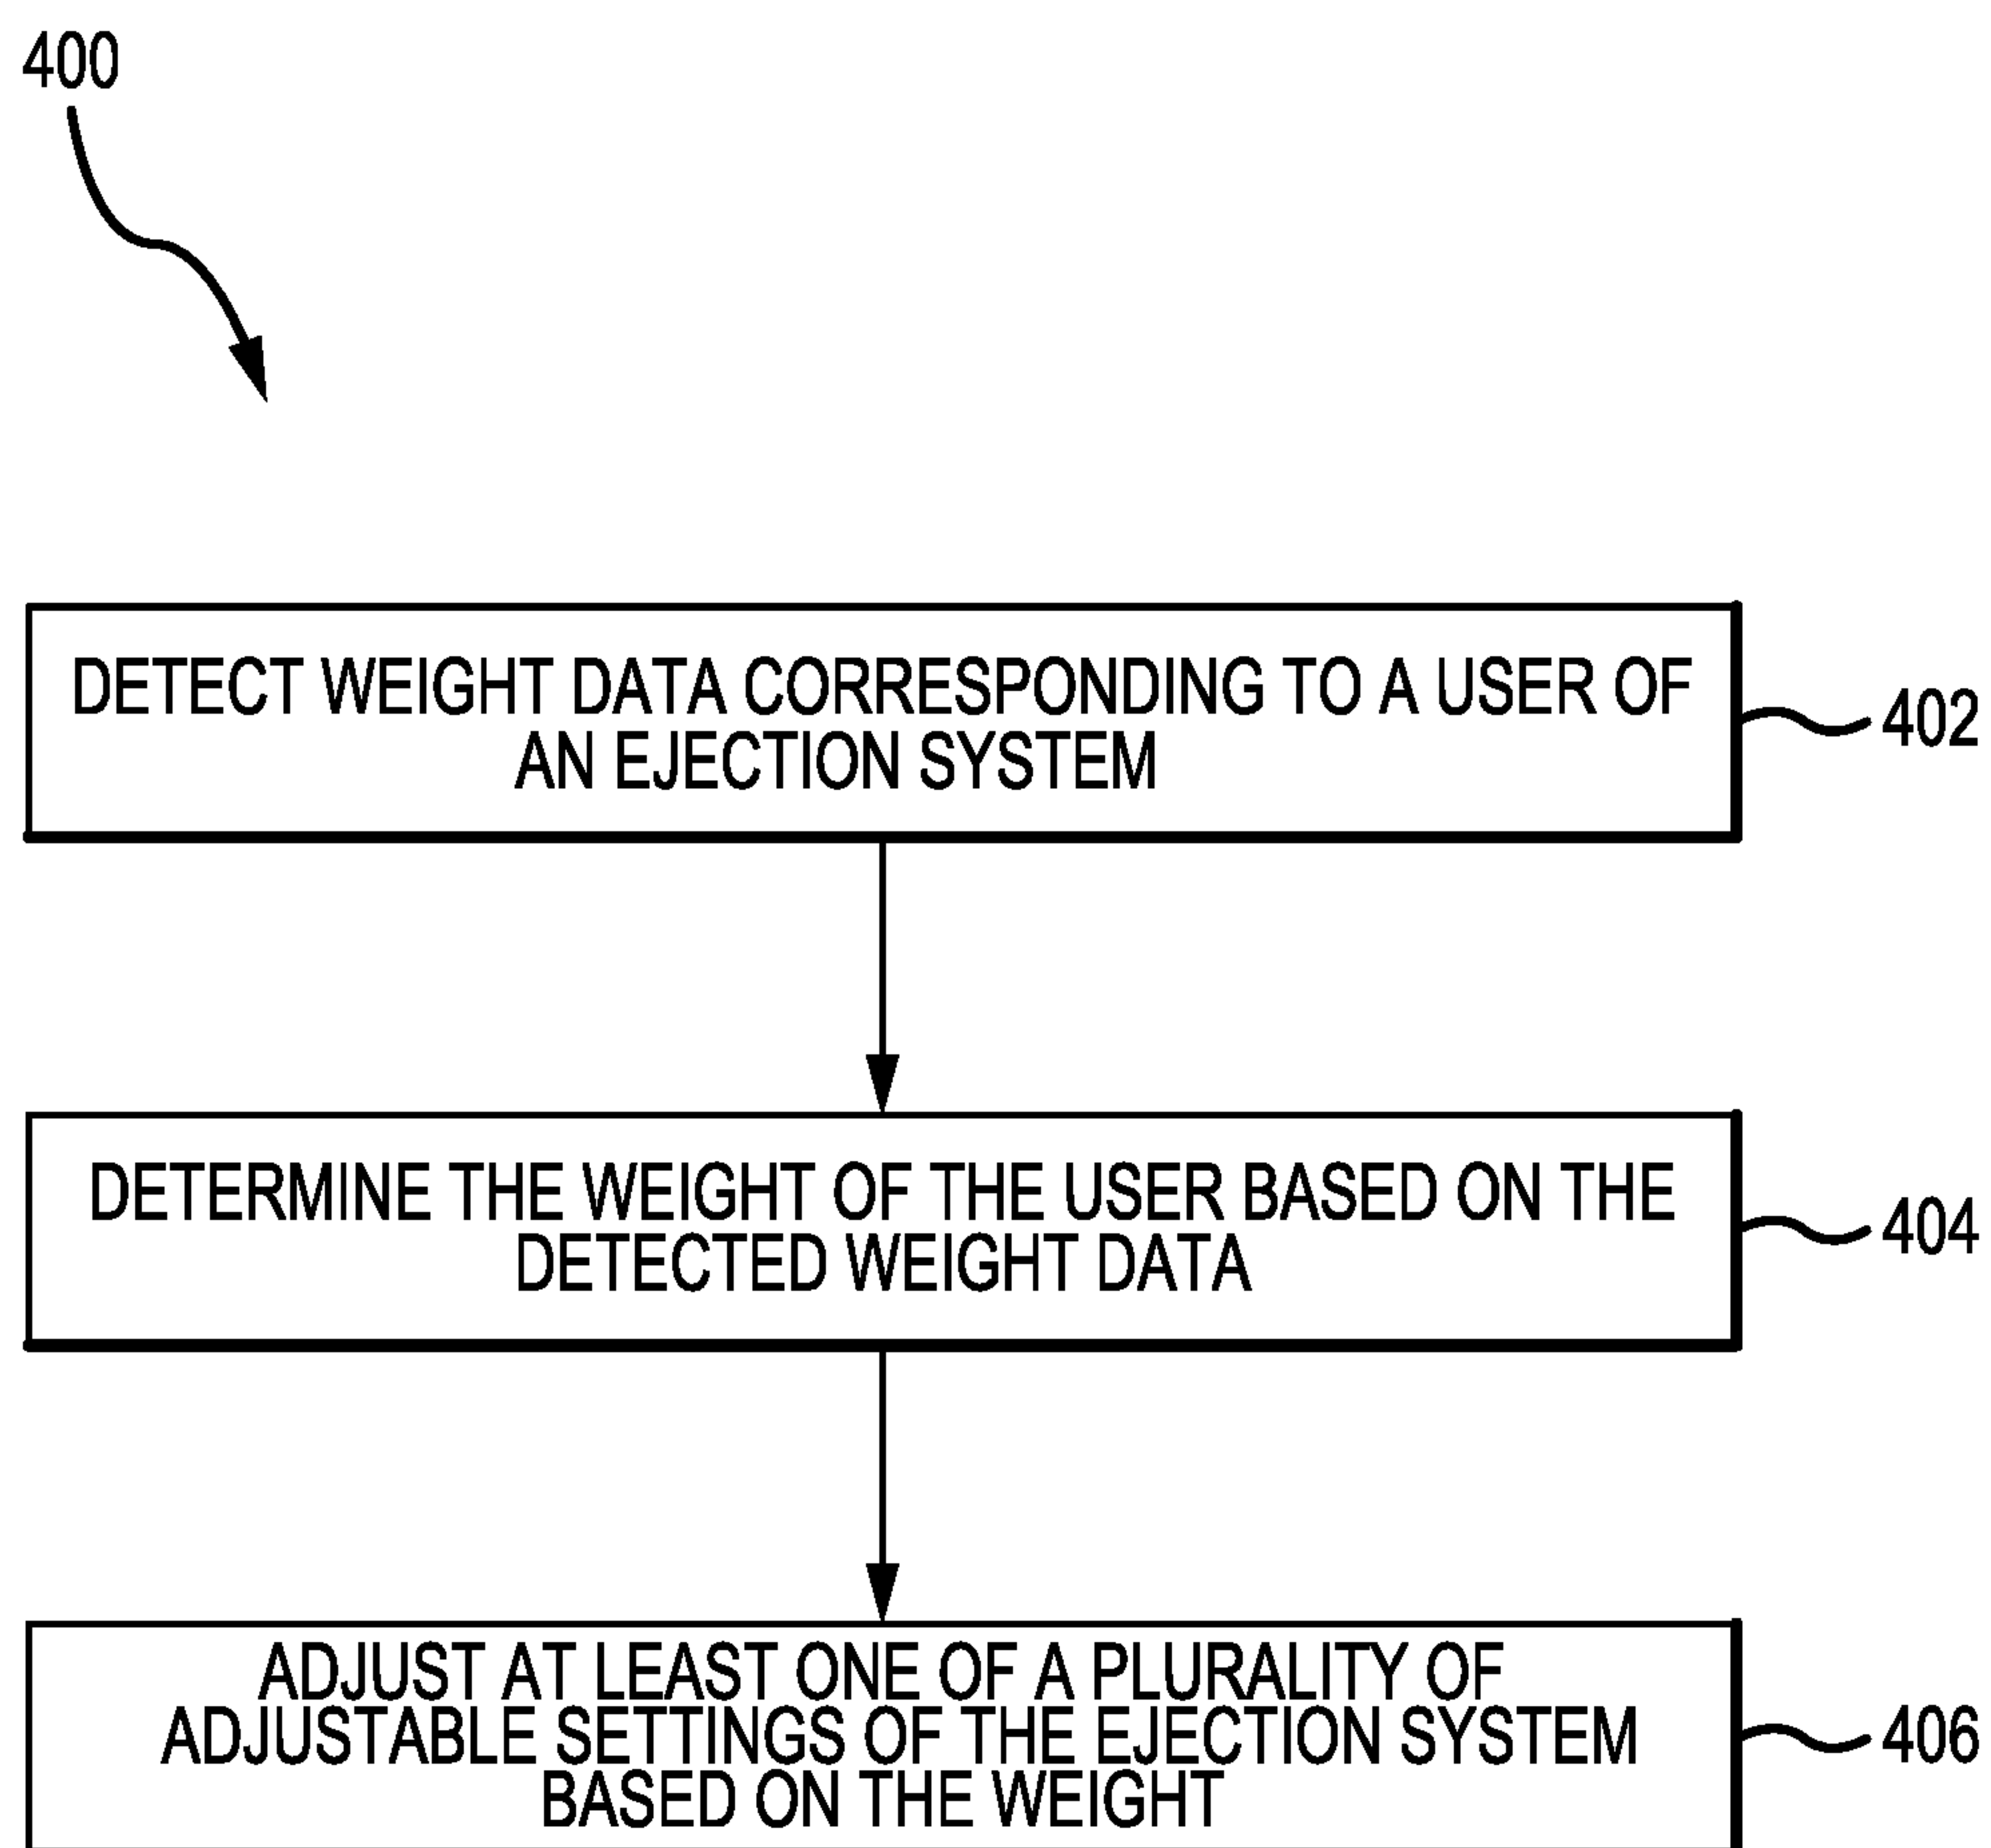 400
DETECT WEIGHT DATA CORRESPONDING TO A USER OF
AN EJECTION SYSTEM
402
DETERMINE THE WEIGHT OF THE USER BASED ON THE
DETECTED WEIGHT DATA
404
ADJUST AT LEAST ONE OF A PLURALITY OF
ADJUSTABLE SETTINGS OF THE EJECTION SYSTEM
BASED ON THE WEIGHT
406